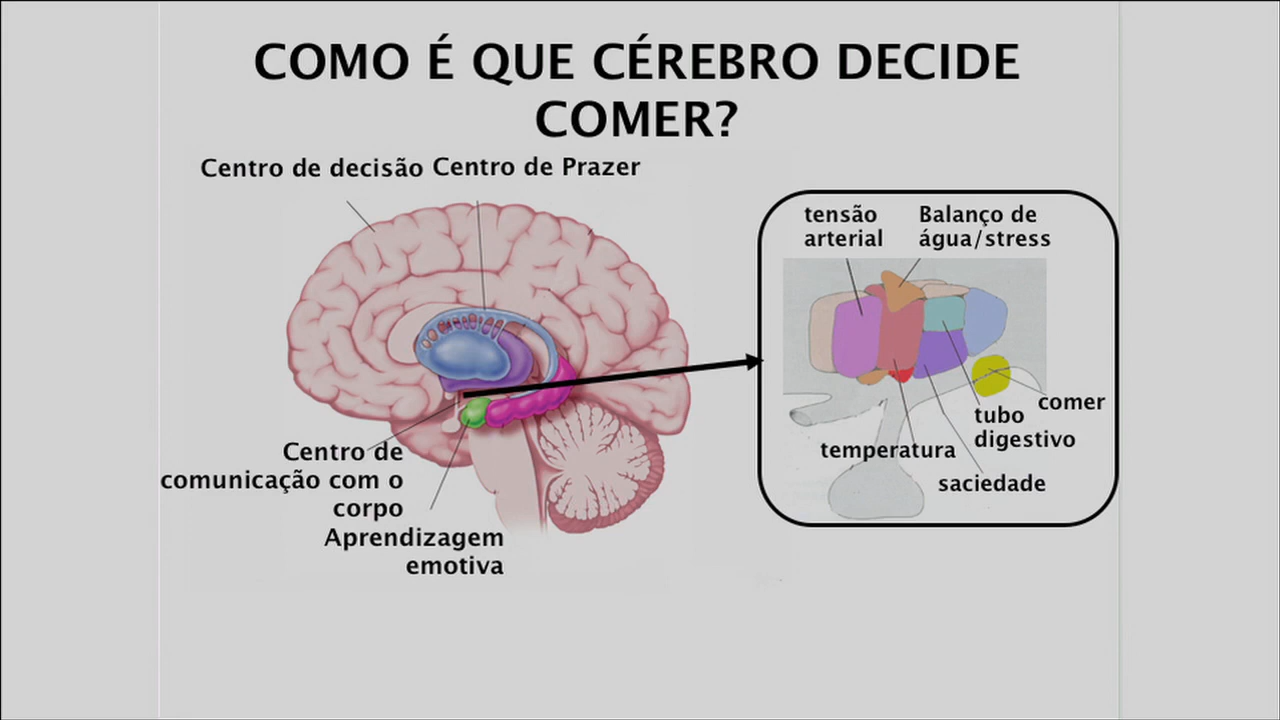 COMO É QUE CÉREBRO DECIDE
COMER?
Centro de decisão
Centro de Prazer
Centro de
comunicação com o
corpo
Aprendizagem
emotiva
tensão
arterial
Balanço de
água/stress
comer
tubo
digestivo
temperatura
saciedade